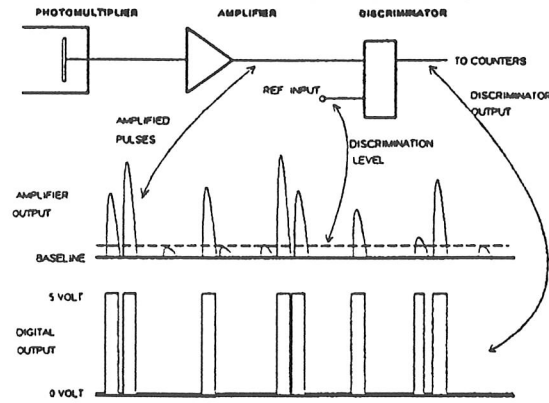 PHOTOMULTIPLIER
AMPLIFIER
DISCRIMINATOR
TO COUNTERS
REF INPUT
DISCRIMINATOR
OUTPUT
AMPLIFIED
PULSES
DISCRIMINATION
LEVEL
AMPLIFIER
OUTPUT
BASELINE
5 VOLT
DIGITAL
OUTPUT
0 VOLT